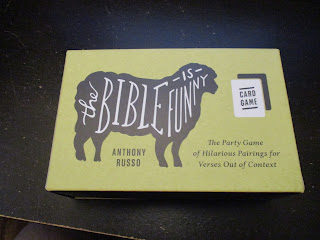 the BIBLE -IS- FUNNY
CARD
GAME
ANTHONY
RUSSO
The Party Game
of Hilarious Pairings for
Verses Out of Context